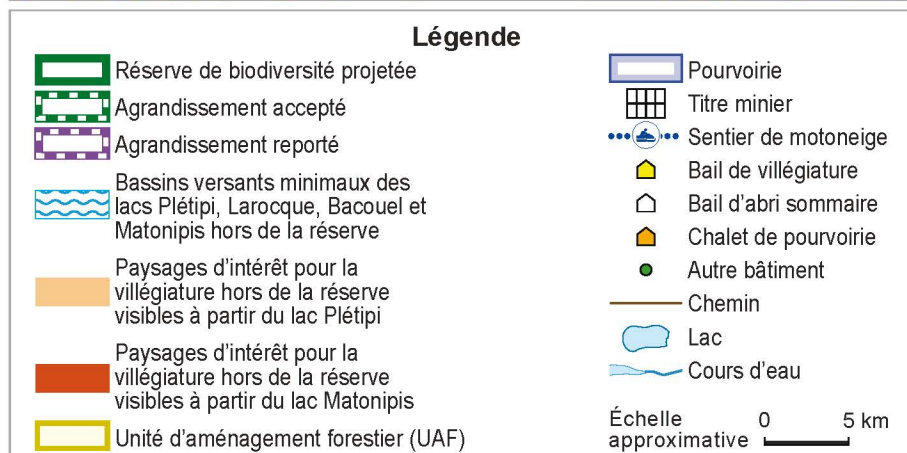 Légende
Réserve de biodiversité projetée
Agrandissement accepté
Agrandissement reporté
Bassins versants minimaux des
lacs Plétipi, Larocque, Bacouel et
Matonipis hors de la réserve
Paysages d'intérêt pour la
villégiature hors de la réserve
visibles à partir du lac Plétipi
Paysages d'intérêt pour la
villégiature hors de la réserve
visibles à partir du lac Matonipis
Unité d'aménagement forestier (UAF)
Pourvoirie
Titre minier
Sentier de motoneige
Bail de villégiature
Bail d'abri sommaire
Chalet de pourvoirie
Autre bâtiment
Chemin
Lac
Cours d'eau
Échelle
approximative
0 5 km